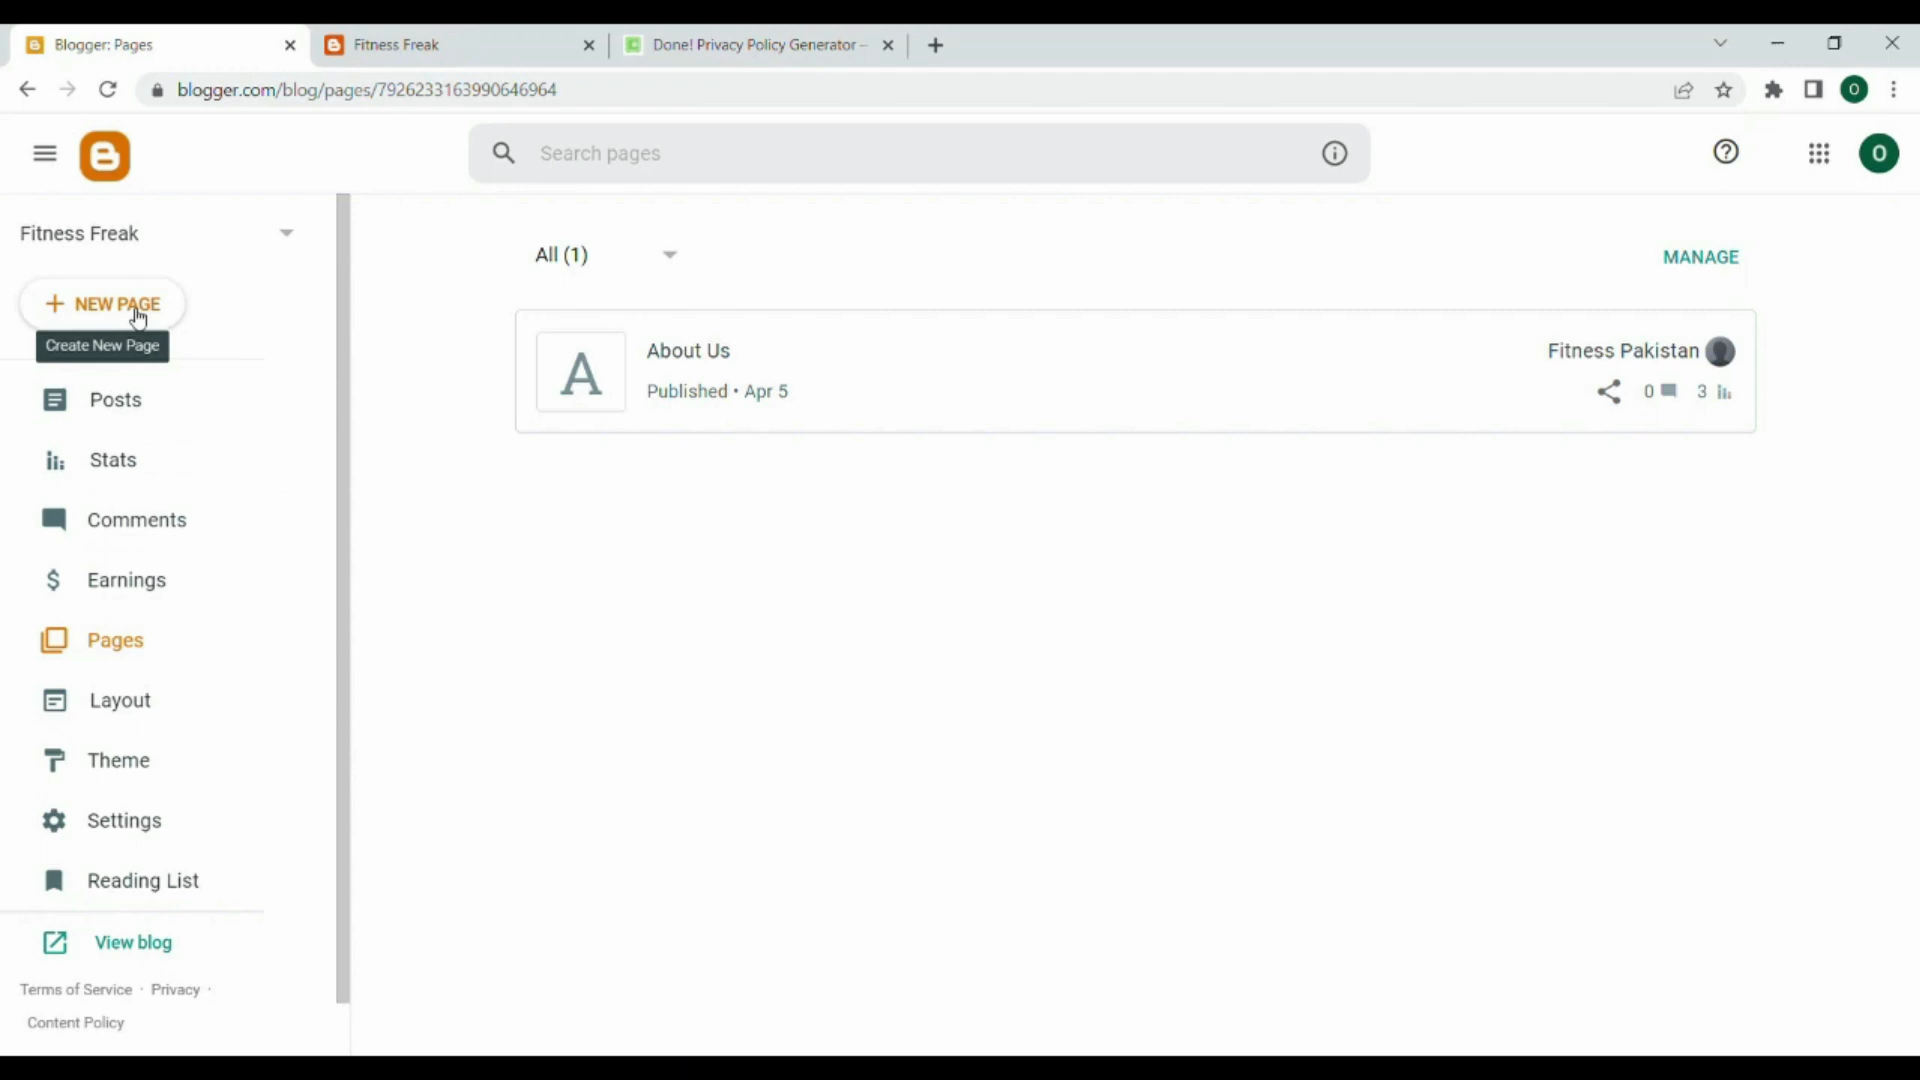 Blogger: Pages
Fitness Freak
Done! Privacy Policy Generator –
blogger.com/blog/pages/7926233163990646964
O
Search pages
O
Fitness Freak
NEW PAGE
Create New Page
Posts
Stats
Comments
Earnings
Pages
Layout
Theme
Settings
Reading List
View blog
Terms of Service · Privacy ·
Content Policy
All (1)
MANAGE
A
About Us
Published • Apr 5
Fitness Pakistan
0
3